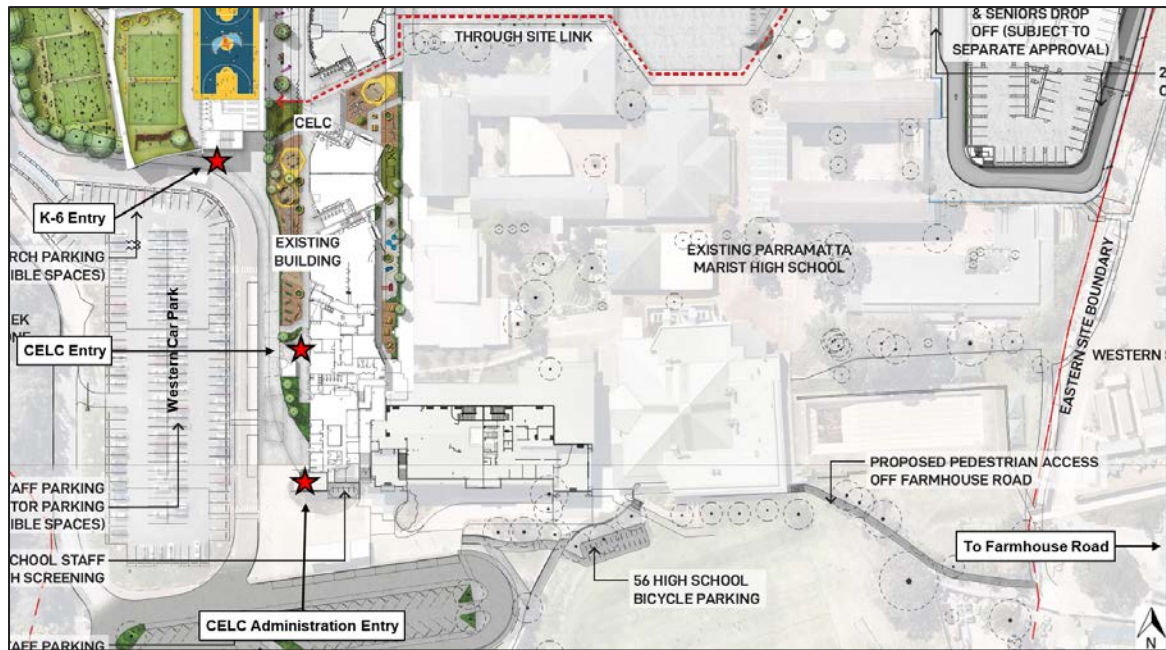 & SENIORS DROP
OFF (SUBJECT TO
SEPARATE APPROVAL)
THROUGH SITE LINK
2
CELC
K-6 Entry
RCH PARKING
IBLE SPACES)
EXISTING
BUILDING
EXISTING PARRAMATTA
MARIST HIGH SCHOOL
EEK
CELC Entry
Western Car Park
EASTERN SITE BOUNDARY
WESTERN
TAFF PARKING
TOR PARKING
IBLE SPACES)
PROPOSED PEDESTRIAN ACCESS
OFF FARMHOUSE ROAD
SCHOOL STAFF
H SCREENING
To Farmhouse Road
56 HIGH SCHOOL
BICYCLE PARKING
CELC Administration Entry
TAFF PARKING
N